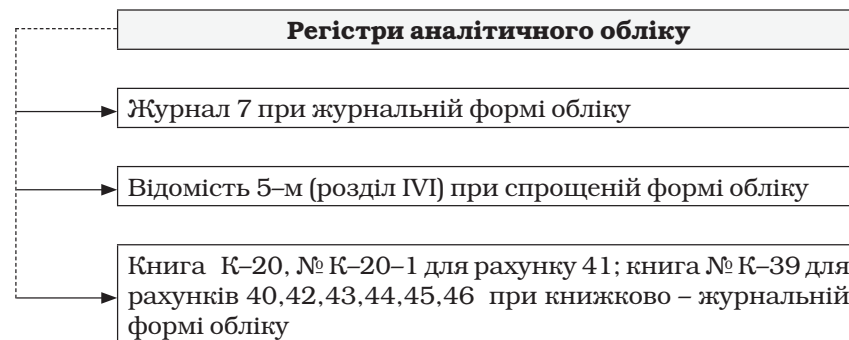 Регістри аналітичного обліку
Журнал 7 при журнальній формі обліку
Відомість 5–м (розділ IVІ) при спрощеній формі обліку
Книга К–20, № К–20–1 для рахунку 41; книга № К–39 для
рахунків 40,42,43,44,45,46 при книжково – журнальній
формі обліку